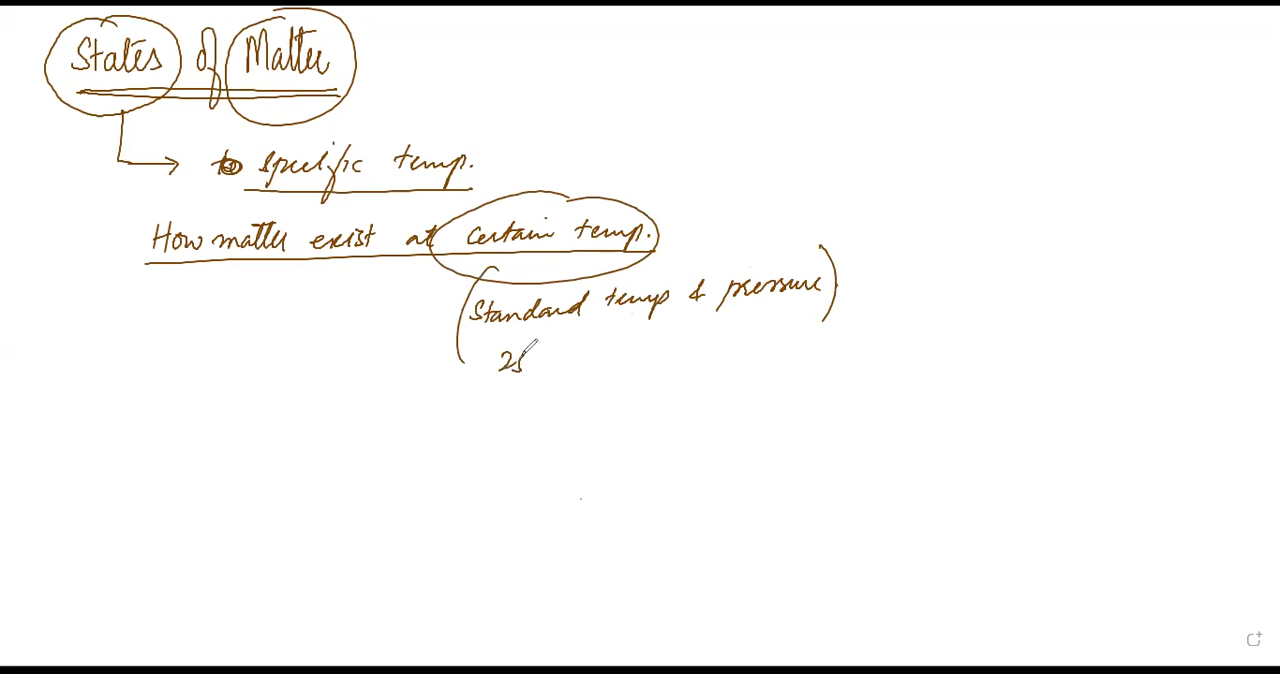 States of Matter
specific temp.
How matter exist at certain temp.
(Standard temp & pressure)
25